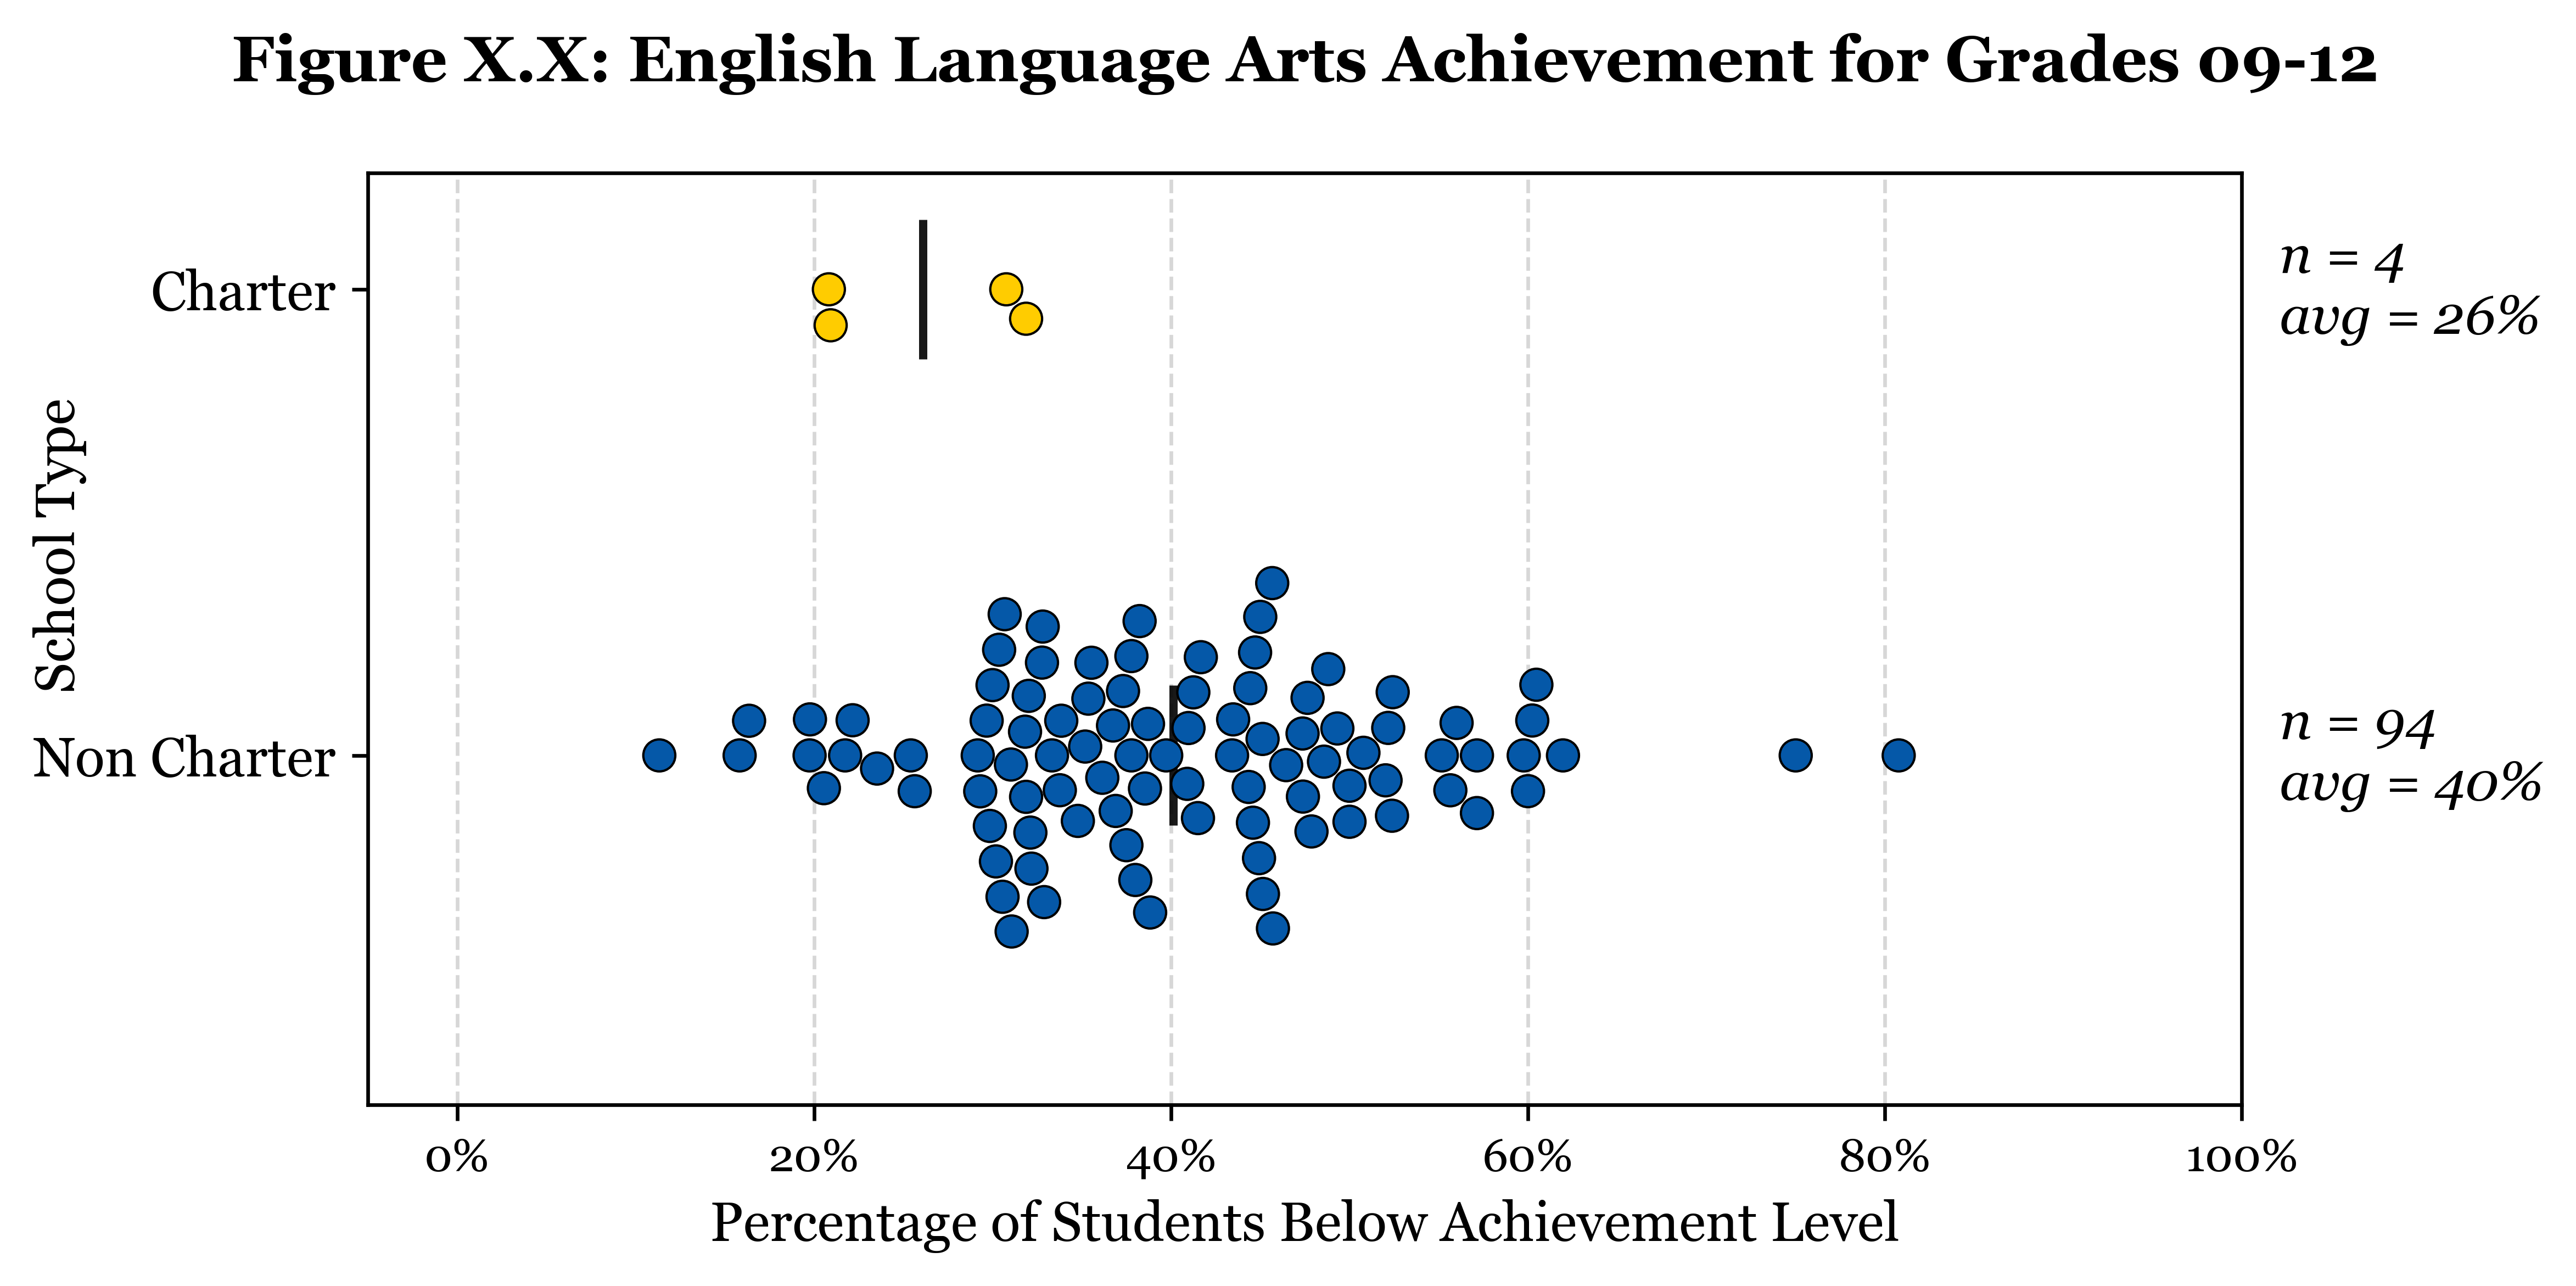 Figure X.X: English Language Arts Achievement for Grades 09-12
School Type
Charter
n = 4
avg = 26%
Non Charter
n = 94
avg = 40%
0% 20% 40% 60% 80% 100%
Percentage of Students Below Achievement Level